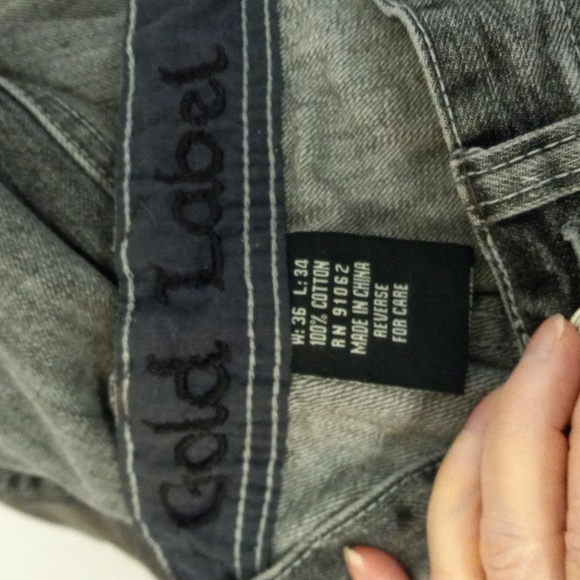 Gold Label
W: 36 L: 34
100% COTTON
RN 91062
MADE IN CHINA
REVERSE
FOR CARE